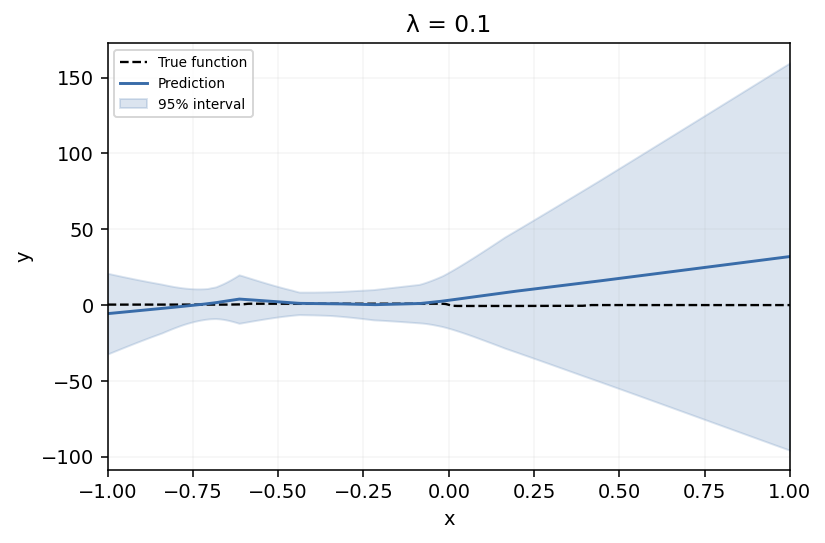 λ = 0.1
True function
Prediction
95% interval
y
150
100
50
0
−50
−100
−1.00 −0.75 −0.50 −0.25 0.00 0.25 0.50 0.75 1.00
x